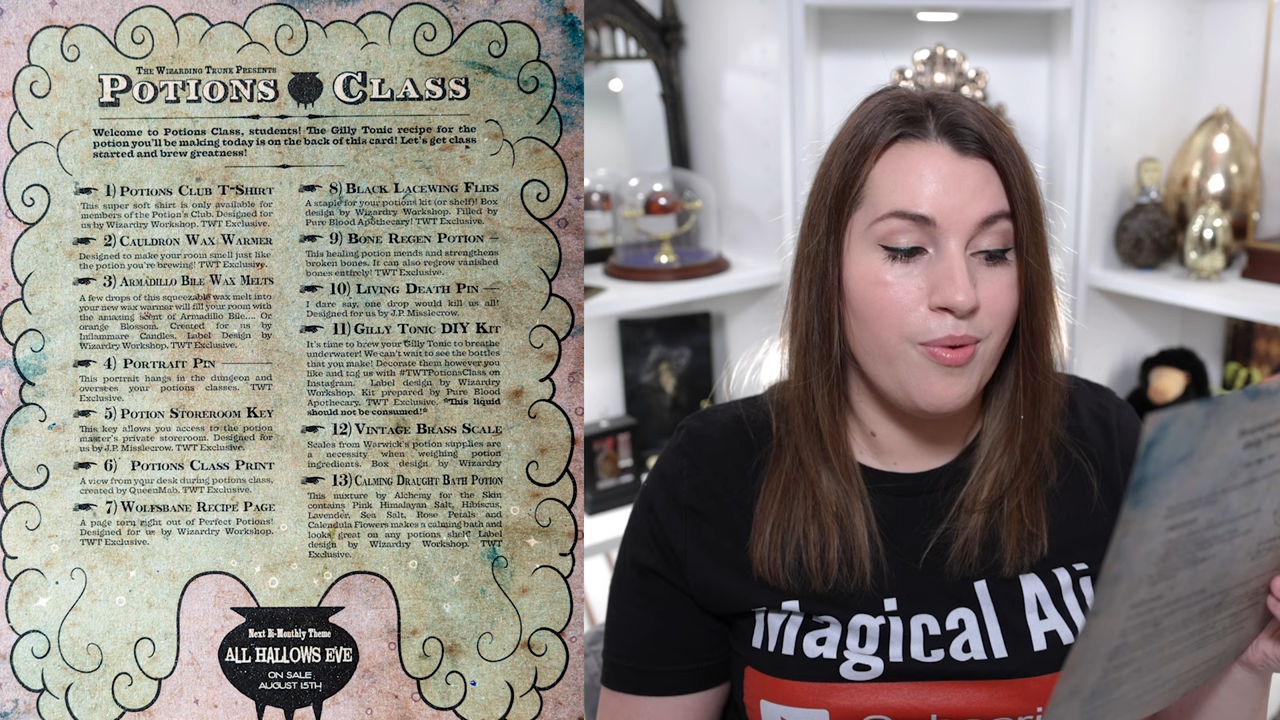 The Wizarding Trunk Presents
Potions Class
Welcome to Potions Class, students! The Gilly Tonic recipe for the
potion you'll be making today is on the back of this card! Let's get class
started and brew greatness!
1) Potions Club T-Shirt
This super soft shirt is only available for
members of the Potion's Club. Designed for
us by Wizardry Workshop. TWT Exclusive.
2) Cauldron Wax Warmer
Designed to make your room smell just like
the potion you're brewing! TWT Exclusive.
3) Armadillo Bile Wax Melts
A few drops of this squeezable wax melt into
your new wax warmer will fill your room with
the amazing scent of Armadillo Bile.... Or
orange Blossom. Created for us by
Inflammare Candles. Label Design by
Wizardry Workshop. TWT Exclusive.
4) Portrait Pin
This portrait hangs in the dungeon and
oversees your potions classes. TWT
Exclusive.
5) Potion Storeroom Key
This key allows you access to the potion
master's private storeroom. Designed for
us by J.P. Misslecrow. TWT Exclusive.
6) Potions Class Print
A view from your desk during potions class,
created by QueenMab. TWT Exclusive.
7) Wolfsbane Recipe Page
A page torn right out of Perfect Potions!
Designed for us by Wizardry Workshop.
TWT Exclusive.
8) Black Lacewing Flies
A staple for your potions kit (or shelf)! Box
design by Wizardry Workshop. Filled by
Pure Blood Apothecary! TWT Exclusive.
9) Bone Regen Potion
This healing potion mends and strengthens
broken bones. It can also regrow vanished
bones entirely! TWT Exclusive.
10) Living Death Pin
I dare say, one drop would kill us all!
Designed for us by J.P. Misslecrow.
11) Gilly Tonic DIY Kit
It's time to brew your Gilly Tonic to breathe
underwater! We can't wait to see the bottles
that you make! Decorate them however you
like and tag us with #TWTPotionsClass on
Instagram. Label design by Wizardry
Workshop. Kit prepared by Pure Blood
Apothecary. TWT Exclusive. *This liquid
should not be consumed!*
12) Vintage Brass Scale
Scales from Warwick's potion supplies are
a necessity when weighing potion
ingredients. Box design by Wizardry
13) Calming Draught Bath Potion
This mixture by Alchemy for the Skin
contains Pink Himalayan Salt, Hibiscus,
Lavender, Sea Salt, Rose Petals and
Calendula Flowers makes a calming bath and
looks great on any potions shelf! Label
design by Wizardry Workshop. TWT
Exclusive.
Next Bi-Monthly Theme
All Hallows Eve
On Sale
August 15th
Magical Ali